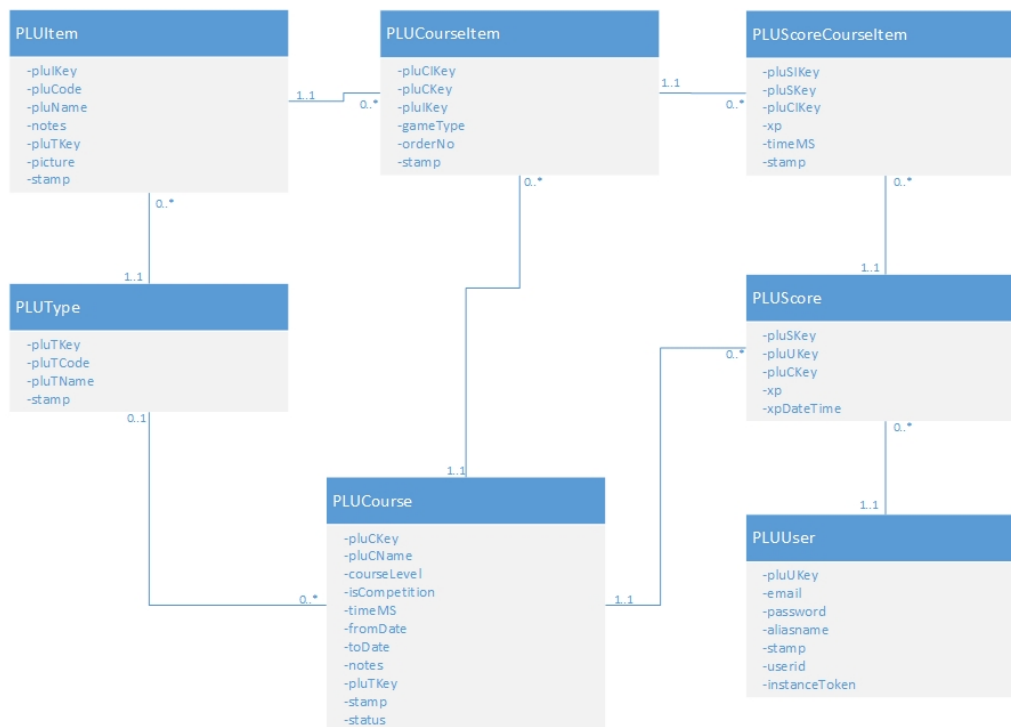 PLUItem
-pluIKey
-pluCode
-pluName
-notes
-pluTKey
-picture
-stamp
1..1
0..*
PLUCourseItem
-pluCIKey
-pluCKey
-pluIKey
-gameType
-orderNo
-stamp
1..1
0..*
PLUScoreCourseItem
-pluSIKey
-pluSKey
-pluCIKey
-xp
-timeMS
-stamp
0..*
1..1
0..*
0..*
1..1
PLUType
-pluTKey
-pluTCode
-pluTName
-stamp
0..1
PLUScore
-pluSKey
-pluUKey
-pluCKey
-xp
-xpDateTime
0..*
0..*
1..1
1..1
PLUCourse
-pluCKey
-pluCName
-courseLevel
-isCompetition
-timeMS
-fromDate
-toDate
-notes
-pluTKey
-stamp
-status
0..*
1..1
PLUUser
-pluUKey
-email
-password
-aliasname
-stamp
-userid
-instanceToken